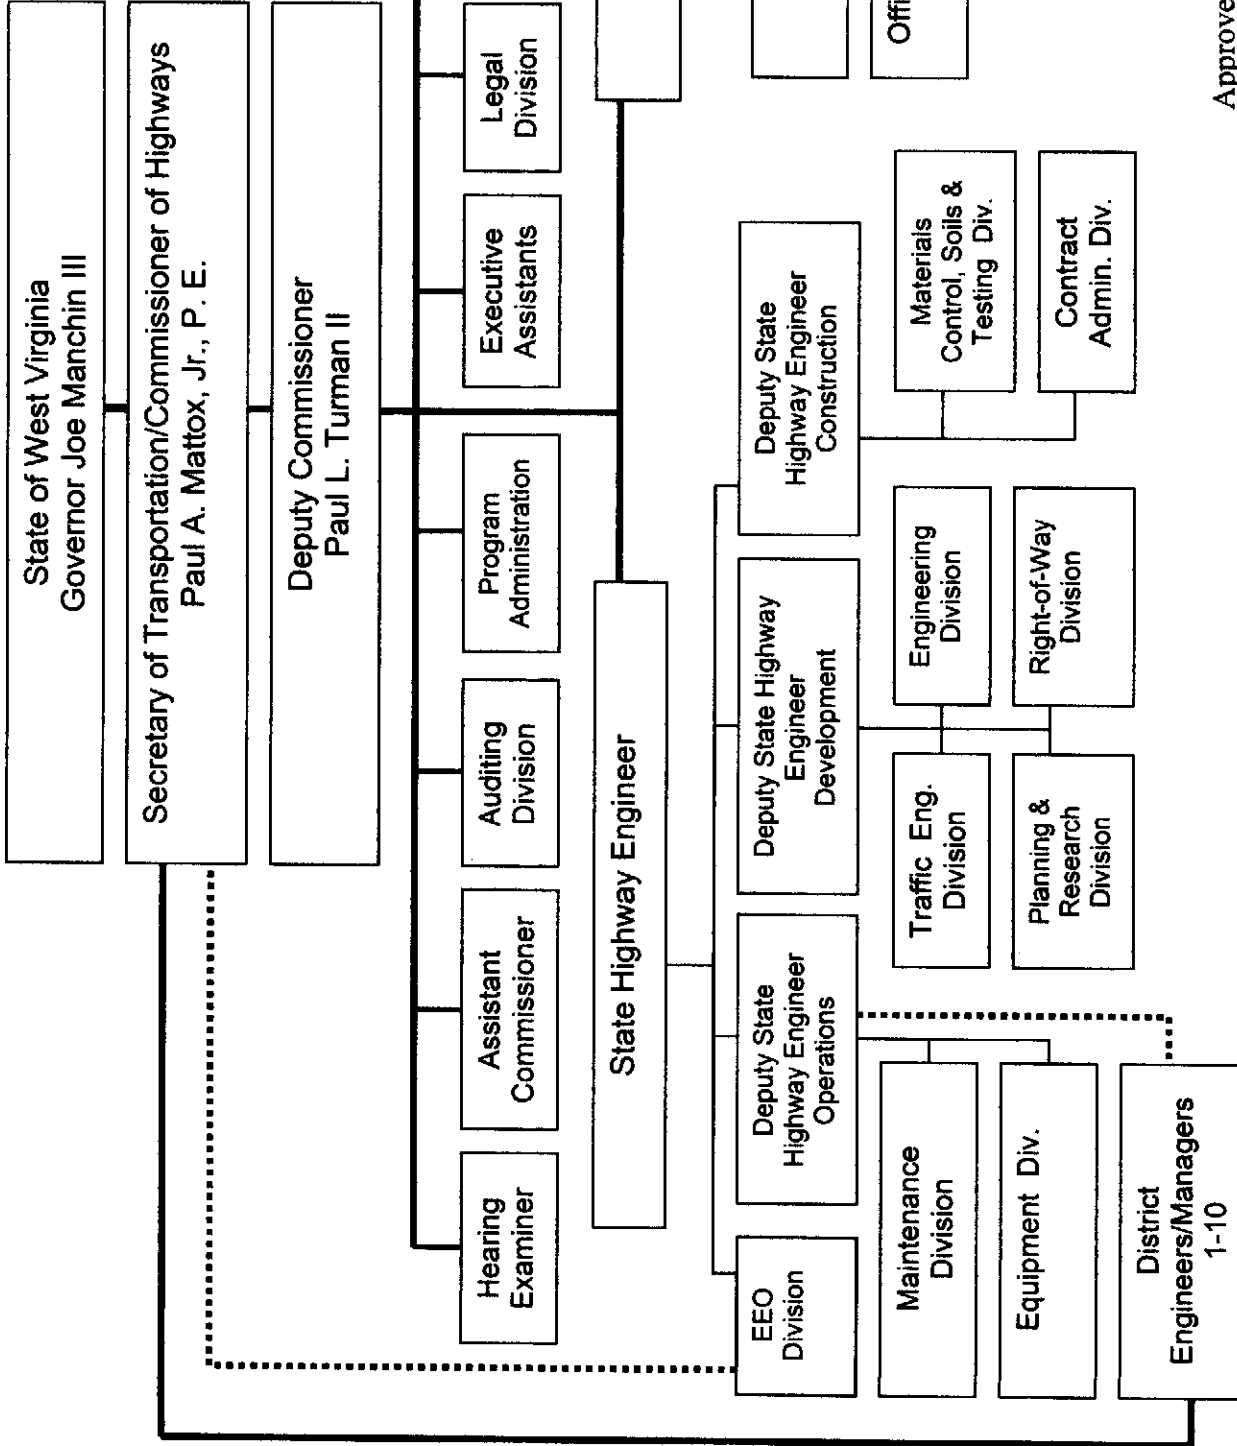 State of West Virginia
Governor Joe Manchin III
Secretary of Transportation/Commissioner of Highways
Paul A. Mattox, Jr., P. E.
Deputy Commissioner
Paul L. Turman II
Hearing
Examiner
Assistant
Commissioner
Auditing
Division
Program
Administration
Executive
Assistants
Legal
Division
State Highway Engineer
EEO
Division
Deputy State
Highway Engineer
Operations
Deputy State Highway
Engineer
Development
Deputy State
Highway Engineer
Construction
Maintenance
Division
Equipment Div.
District
Engineers/Managers
1-10
Traffic Eng.
Division
Engineering
Division
Planning &
Research
Division
Right-of-Way
Division
Materials
Control, Soils &
Testing Div.
Contract
Admin. Div.
Offi
Approve